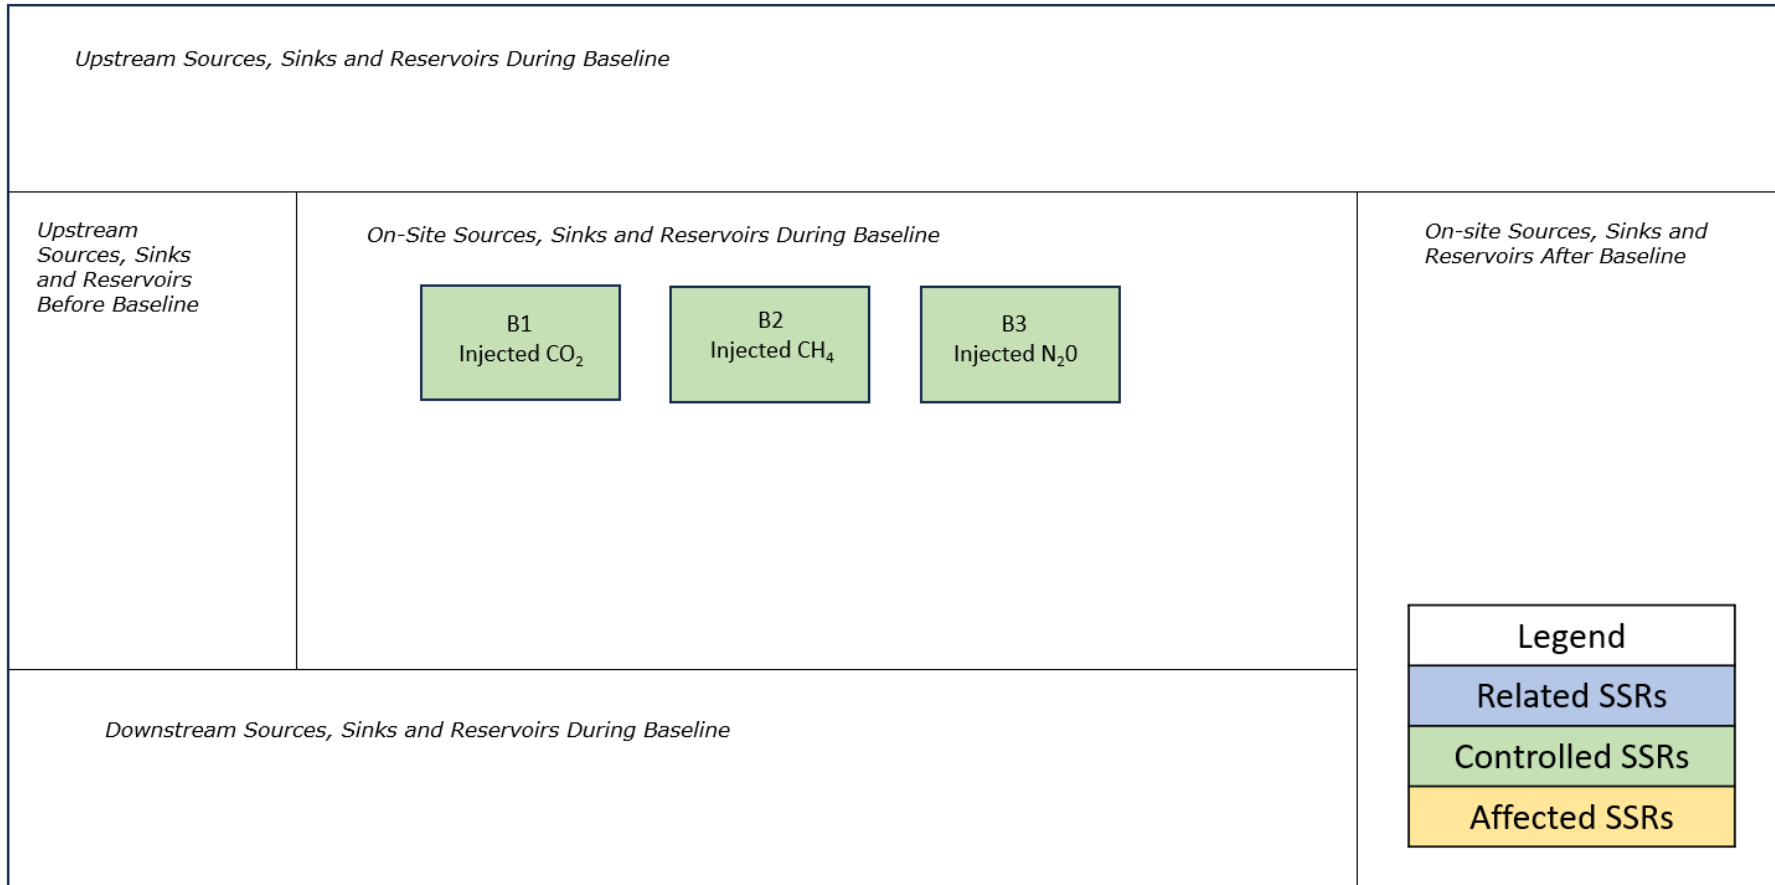 Upstream Sources, Sinks and Reservoirs During Baseline
Upstream
Sources, Sinks
and Reservoirs
Before Baseline
On-Site Sources, Sinks and Reservoirs During Baseline
B1
Injected CO₂
B2
Injected CH₄
B3
Injected N₂0
On-site Sources, Sinks and
Reservoirs After Baseline
Downstream Sources, Sinks and Reservoirs During Baseline
Legend
Related SSRs
Controlled SSRs
Affected SSRs